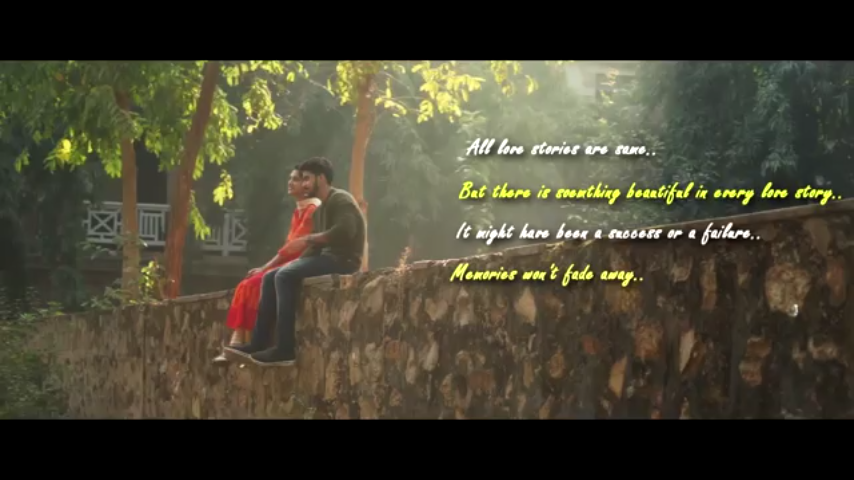 All love stories are same..
But there is soemthing beautiful in every love story..
It might have been a success or a failure..
Memories won't fade away..